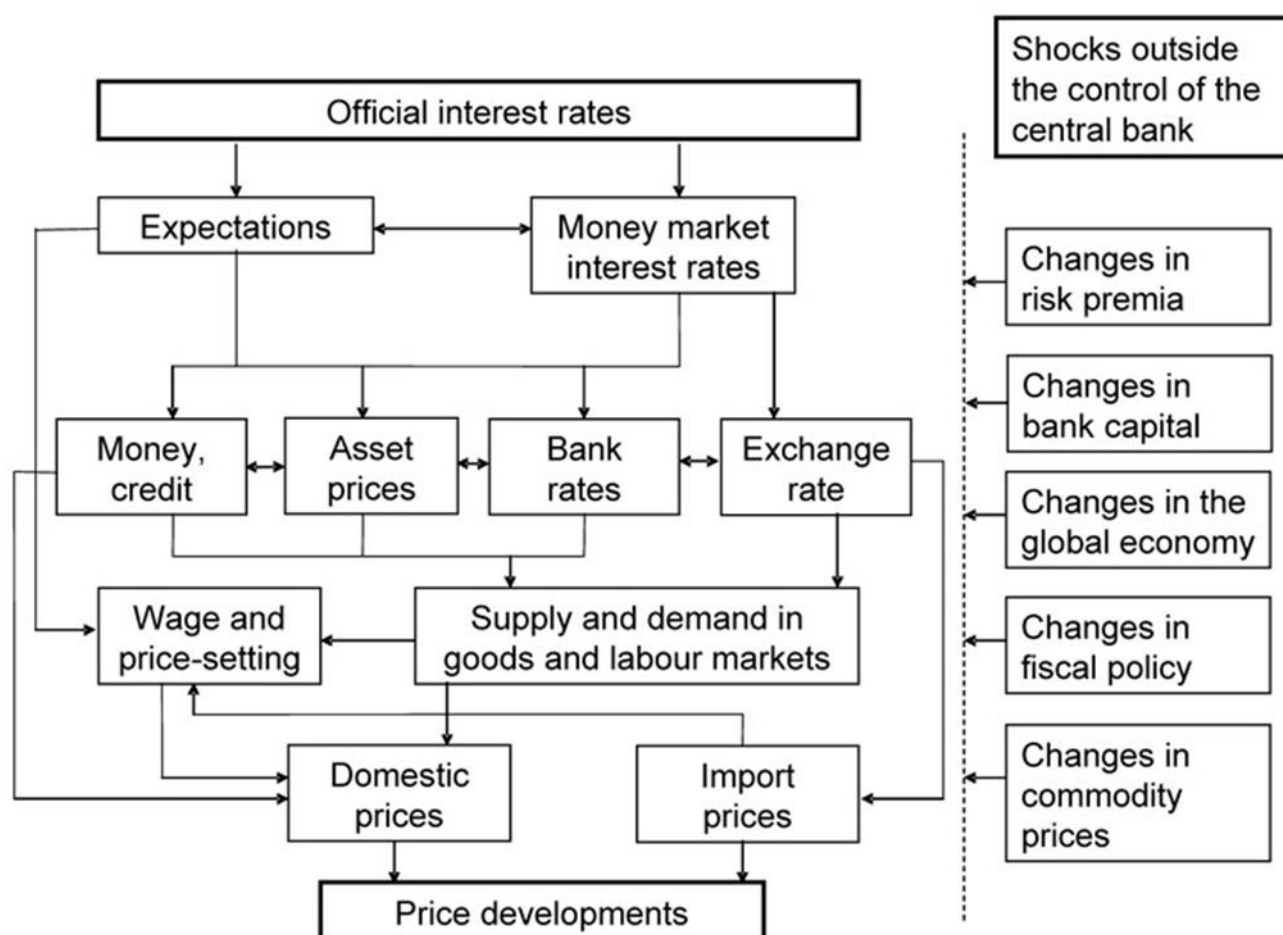 Official interest rates
Expectations
Money market
interest rates
Money,
credit
Asset
prices
Bank
rates
Exchange
rate
Wage and
price-setting
Supply and demand in
goods and labour markets
Domestic
prices
Import
prices
Price developments
Shocks outside
the control of the
central bank
Changes in
risk premia
Changes in
bank capital
Changes in the
global economy
Changes in
fiscal policy
Changes in
commodity
prices